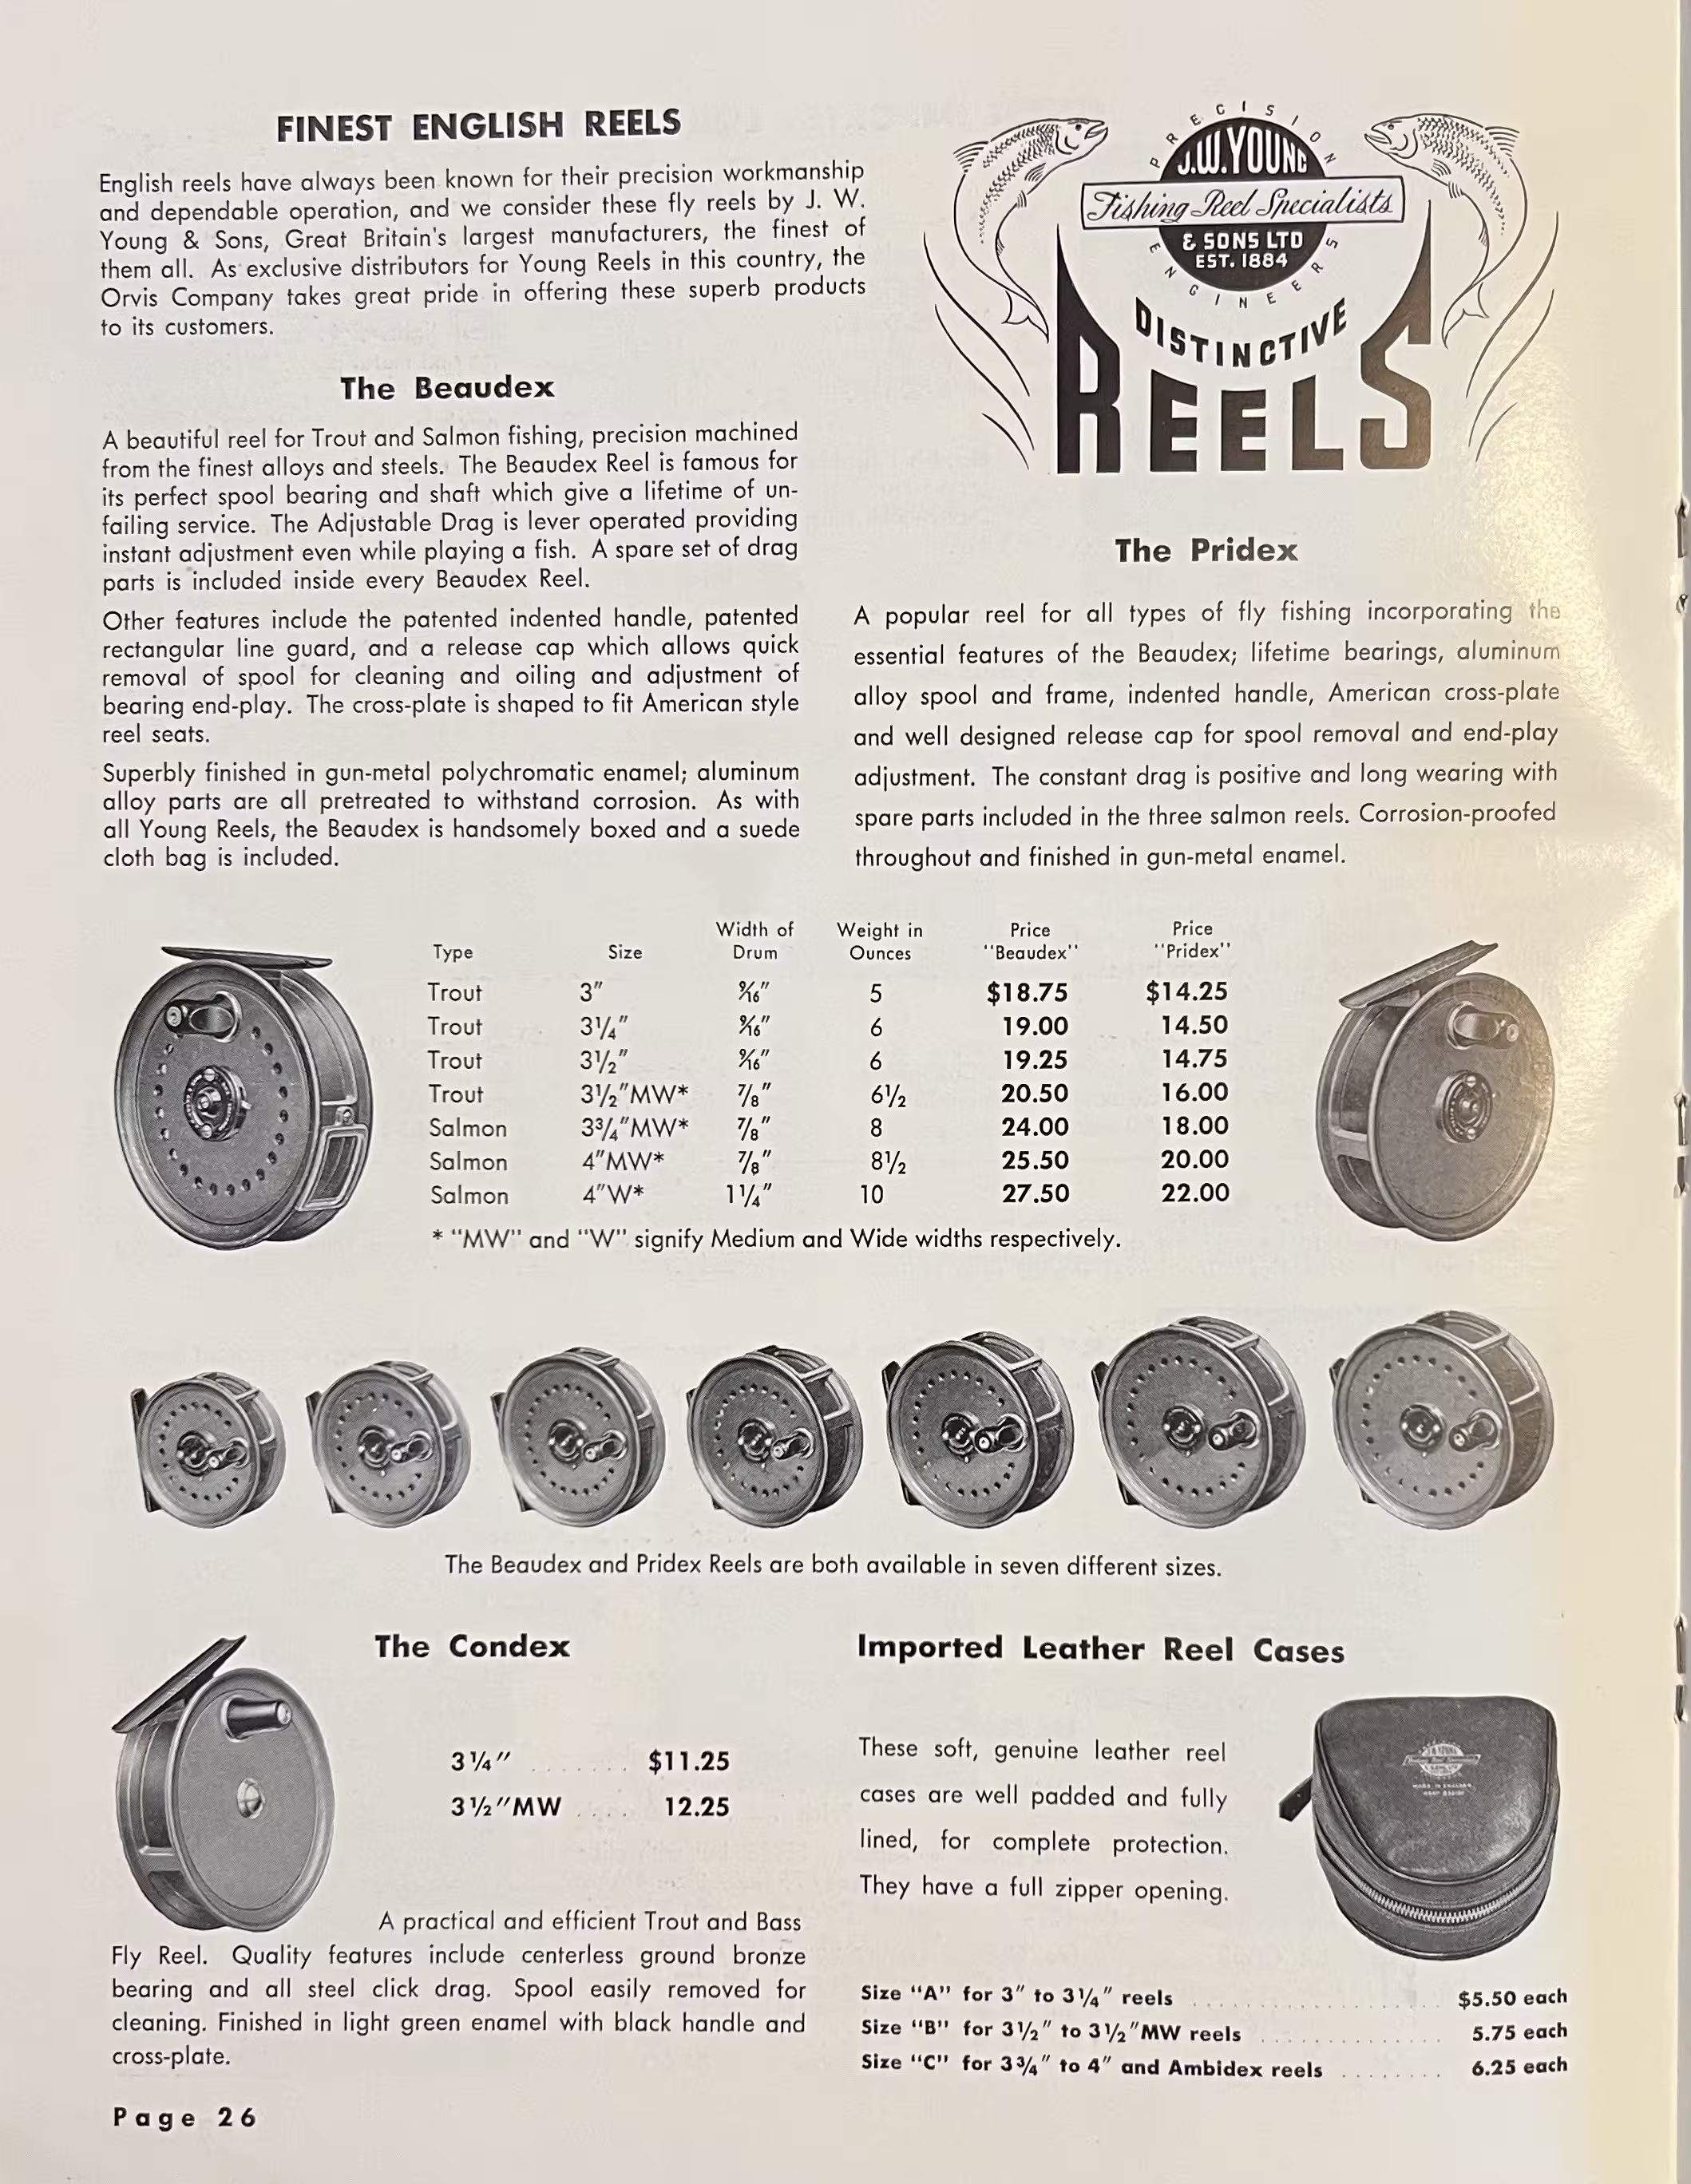 FINEST ENGLISH REELS
English reels have always been known for their precision workmanship
and dependable operation, and we consider these fly reels by J. W.
Young & Sons, Great Britain's largest manufacturers, the finest of
them all. As exclusive distributors for Young Reels in this country, the
Orvis Company takes great pride in offering these superb products
to its customers.
PRECISION
J.W.YOUNG
Fishing Reel Specialists
& SONS LTD
EST. 1884
ENGINEERS
DISTINCTIVE
REELS
The Beaudex
A beautiful reel for Trout and Salmon fishing, precision machined
from the finest alloys and steels. The Beaudex Reel is famous for
its perfect spool bearing and shaft which give a lifetime of un-
failing service. The Adjustable Drag is lever operated providing
instant adjustment even while playing a fish. A spare set of drag
parts is included inside every Beaudex Reel.
Other features include the patented indented handle, patented
rectangular line guard, and a release cap which allows quick
removal of spool for cleaning and oiling and adjustment of
bearing end-play. The cross-plate is shaped to fit American style
reel seats.
Superbly finished in gun-metal polychromatic enamel; aluminum
alloy parts are all pretreated to withstand corrosion. As with
all Young Reels, the Beaudex is handsomely boxed and a suede
cloth bag is included.
The Pridex
A popular reel for all types of fly fishing incorporating the
essential features of the Beaudex; lifetime bearings, aluminum
alloy spool and frame, indented handle, American cross-plate
and well designed release cap for spool removal and end-play
adjustment. The constant drag is positive and long wearing with
spare parts included in the three salmon reels. Corrosion-proofed
throughout and finished in gun-metal enamel.
Type Size Width of Drum Weight in Ounces Price "Beaudex" Price "Pridex"
Trout 3" 9/16" 5 $18.75 $14.25
Trout 3¼" 9/16" 6 19.00 14.50
Trout 3½" 9/16" 6 19.25 14.75
Trout 3½"MW* 7/8" 6½ 20.50 16.00
Salmon 3¾"MW* 7/8" 8 24.00 18.00
Salmon 4"MW* 7/8" 8½ 25.50 20.00
Salmon 4"W* 1¼" 10 27.50 22.00
* "MW" and "W" signify Medium and Wide widths respectively.
The Beaudex and Pridex Reels are both available in seven different sizes.
The Condex
3¼" ....... $11.25
3½"MW .... 12.25
A practical and efficient Trout and Bass
Fly Reel. Quality features include centerless ground bronze
bearing and all steel click drag. Spool easily removed for
cleaning. Finished in light green enamel with black handle and
cross-plate.
Imported Leather Reel Cases
These soft, genuine leather reel
cases are well padded and fully
lined, for complete protection.
They have a full zipper opening.
J.W.YOUNG
MADE IN ENGLAND
Size "A" for 3" to 3¼" reels .................... $5.50 each
Size "B" for 3½" to 3½"MW reels .............. 5.75 each
Size "C" for 3¾" to 4" and Ambidex reels ........ 6.25 each
Page 26